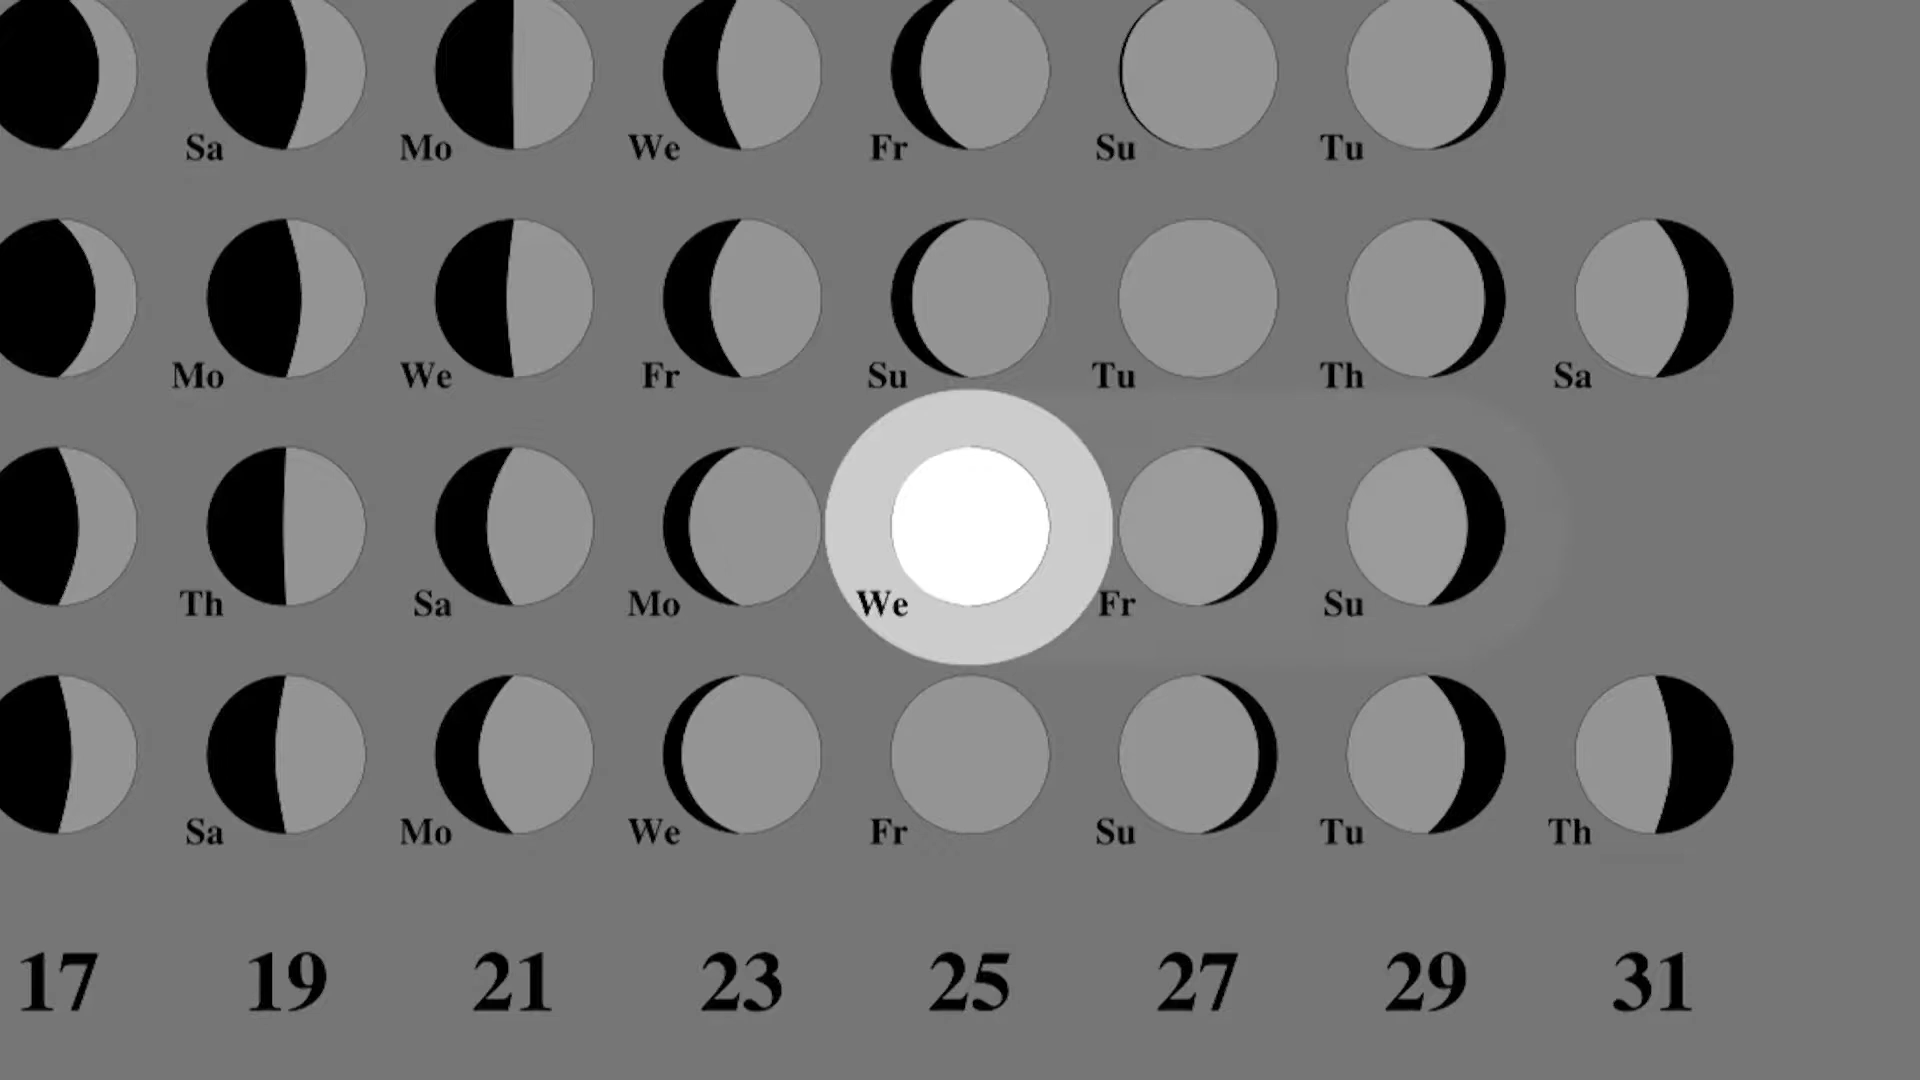 Sa Mo We Fr Su Tu
Mo We Fr Su Tu Th Sa
Th Sa Mo We Fr Su
Sa Mo We Fr Su Tu Th
17 19 21 23 25 27 29 31